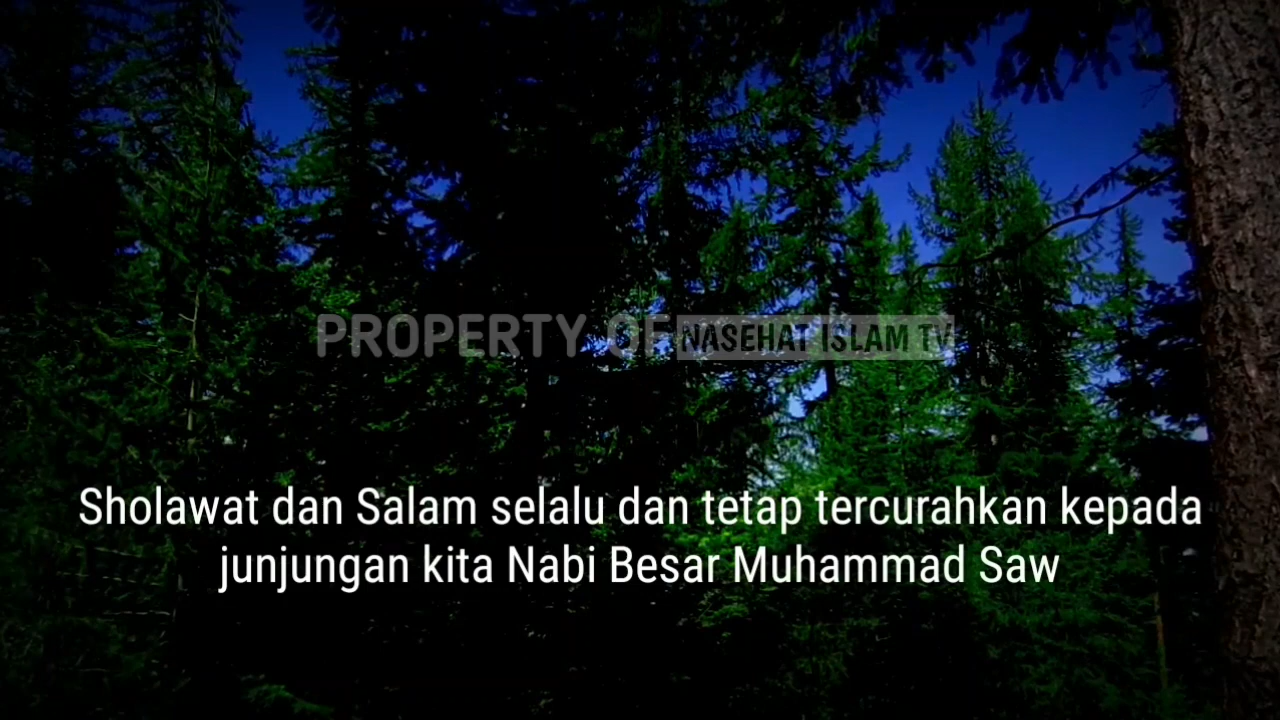 PROPERTY OF NASEHAT ISLAM TV
Sholawat dan Salam selalu dan tetap tercurahkan kepada
junjungan kita Nabi Besar Muhammad Saw